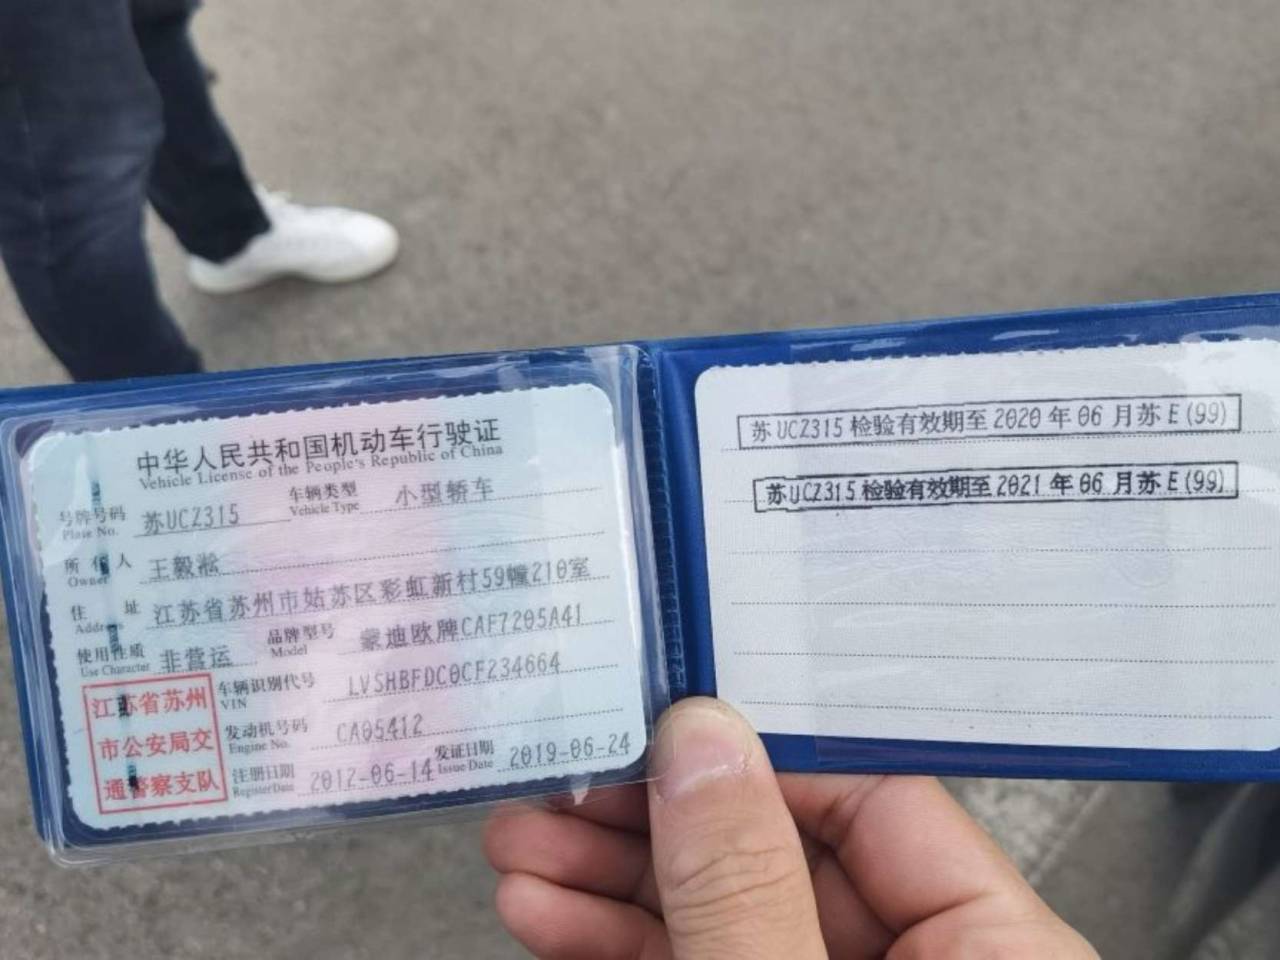 中华人民共和国机动车行驶证
Vehicle License of the People's Republic of China
号牌号码 苏UCZ315 车辆类型 小型轿车
Plate No. Vehicle Type
所有人 王毅淞
Owner
住址 江苏省苏州市姑苏区彩虹新村59幢210室
Address
使用性质 非营运 品牌型号 蒙迪欧牌CAF7205A41
Use Character Model
江苏省苏州
市公安局交
通警察支队
车辆识别代号 LVSHBFDC0CF234664
VIN
发动机号码 CA05412
Engine No.
注册日期 2012-06-14 发证日期 2019-06-24
Register Date Issue Date
苏UCZ315 检验有效期至 2020 年 06 月苏E(99)
苏UCZ315 检验有效期至 2021 年 06 月苏E(99)